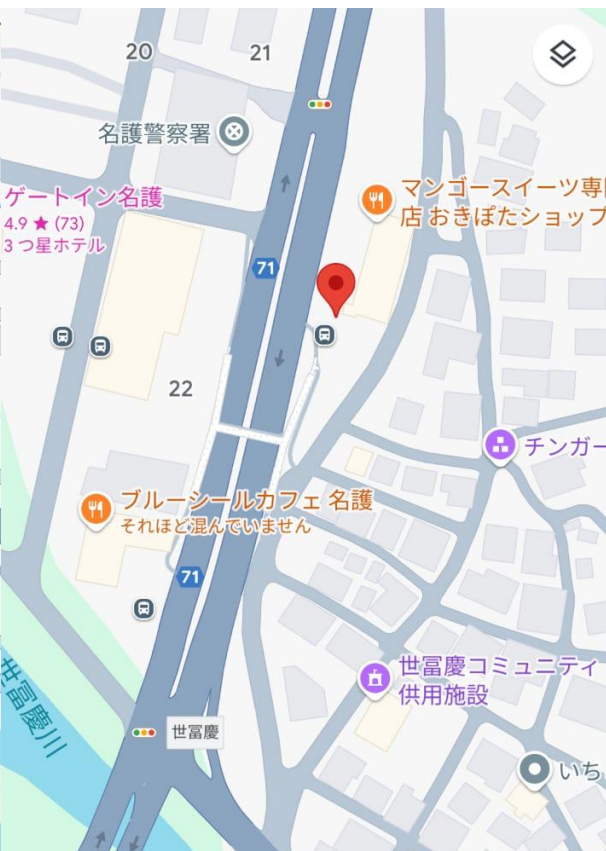 20
21
名護警察署
ゲートイン名護
4.9 ★ (73)
3 つ星ホテル
マンゴースイーツ専門
店 おきぽたショップ
71
22
チンガー
ブルーシールカフェ 名護
それほど混んでいません
71
世冨慶コミュニティ
供用施設
世冨慶川
世冨慶
いち